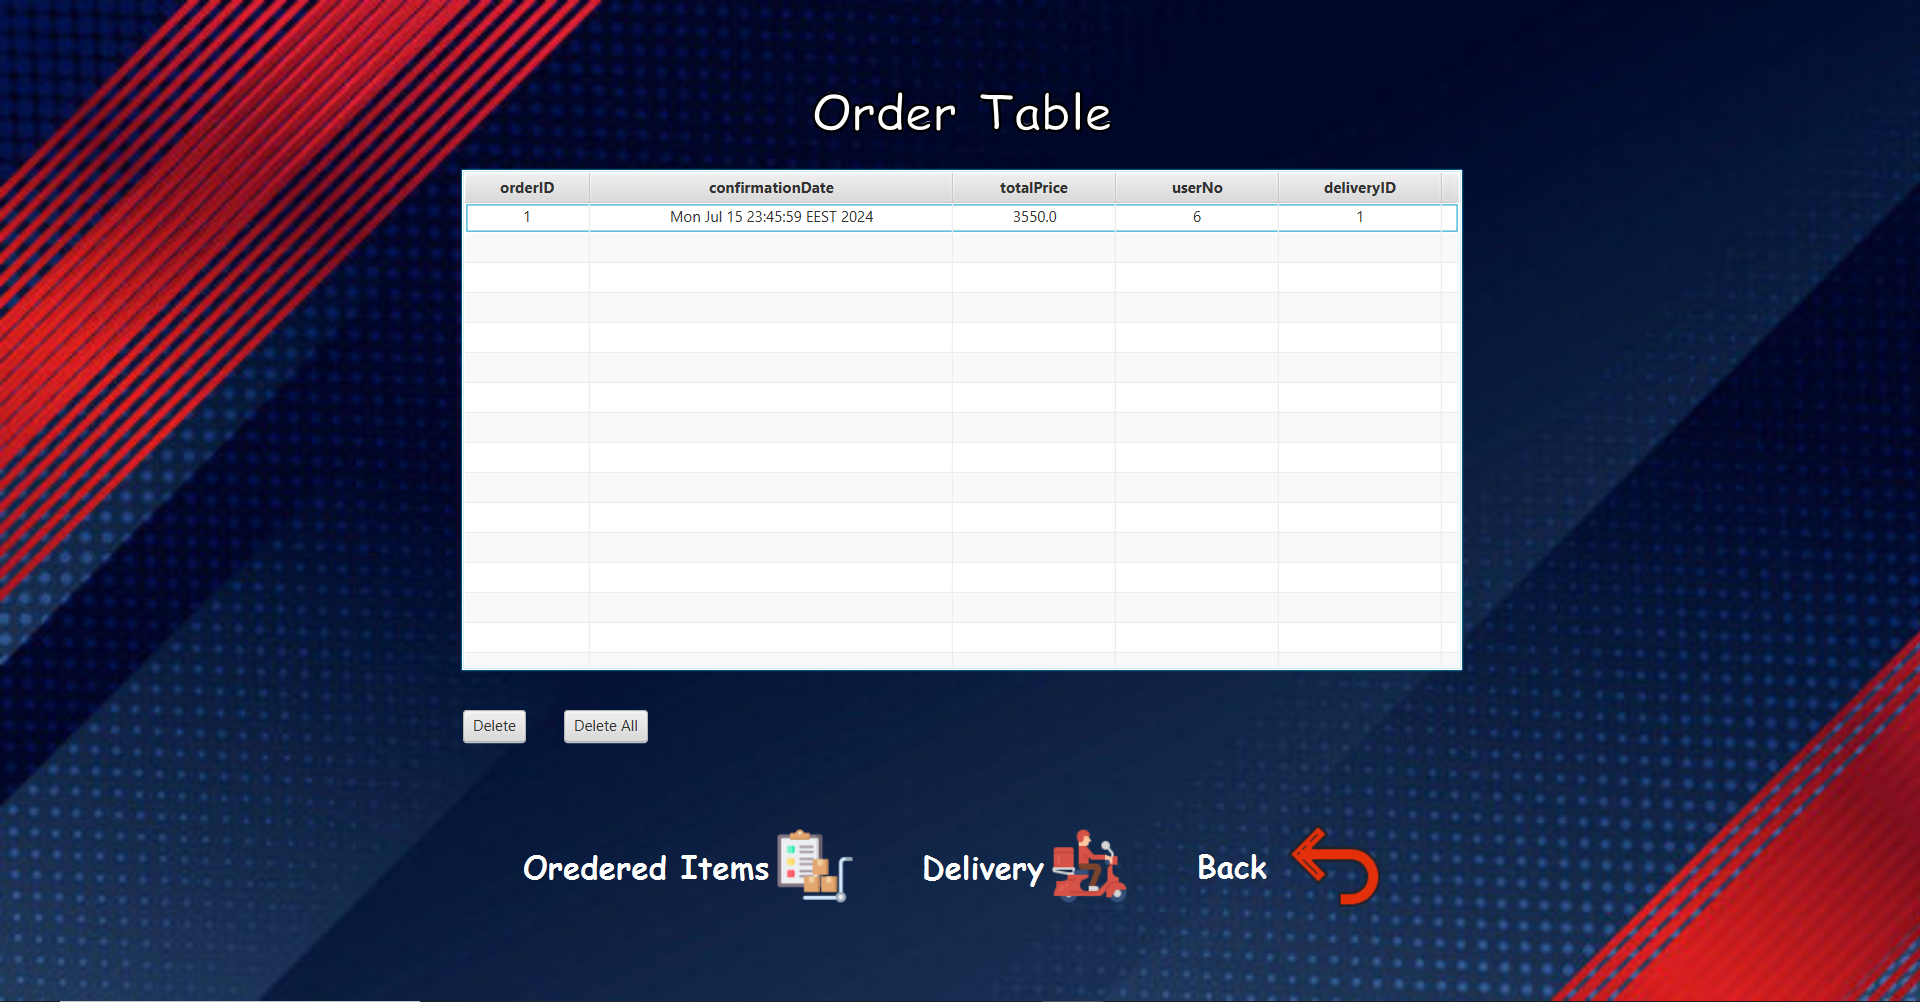 Order Table
orderID confirmationDate totalPrice userNo deliveryID
1 Mon Jul 15 23:45:59 EEST 2024 3550.0 6 1
Delete Delete All
Oredered Items Delivery Back